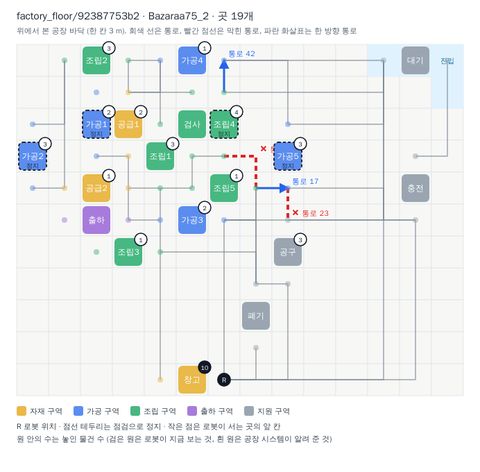 factory_floor/92387753b2 · Bazaraa75_2 · 곳 19개
위에서 본 공장 바닥 (한 칸 3 m). 회색 선은 통로, 빨간 점선은 막힌 통로, 파란 화살표는 한 방향 통로
조립2 3
가공4 1
통로 42
대기
진입
가공1 정지 2
공급1 2
검사
조립4 정지 4
가공2 정지 3
조립1 3
가공5 정지 3
공급2 1
조립5 1
통로 17
충전
출하
가공3 2
통로 23
조립3 1
공구 3
폐기
창고 10
R
자재 구역 가공 구역 조립 구역 출하 구역 지원 구역
R 로봇 위치 · 점선 테두리는 점검으로 정지 · 작은 점은 로봇이 서는 곳의 앞 칸
원 안의 수는 놓인 물건 수 (검은 원은 로봇이 지금 보는 것, 흰 원은 공장 시스템이 알려 준 것)